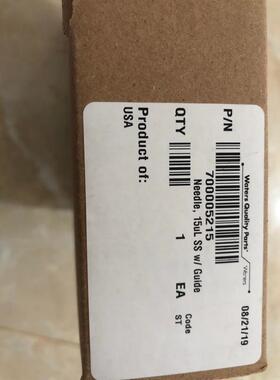 Waters Quality Parts™
Waters
08/21/19
P/N
700005215
Needle, 15uL SS w/ Guide
QTY
1
EA
Code
ST
Product of:
USA